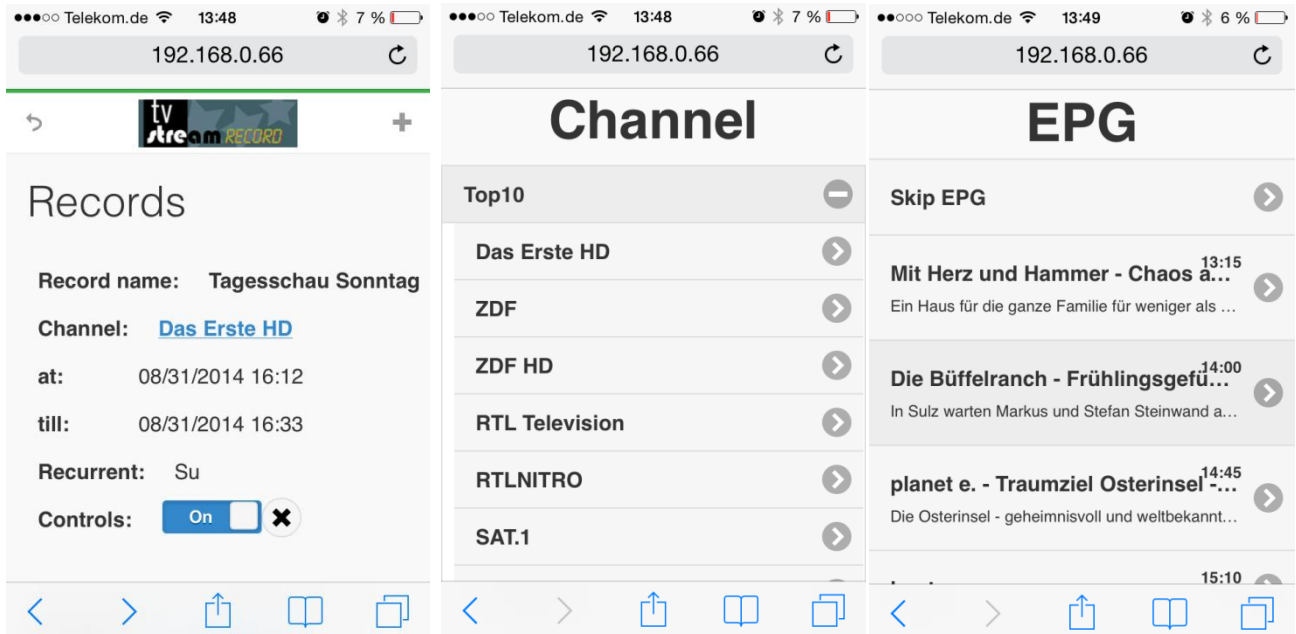 Telekom.de 13:48 7 %
192.168.0.66
tv
stream RECORD
Records
Record name: Tagesschau Sonntag
Channel: Das Erste HD
at: 08/31/2014 16:12
till: 08/31/2014 16:33
Recurrent: Su
Controls: On
Telekom.de 13:48 7 %
192.168.0.66
Channel
Top10
Das Erste HD
ZDF
ZDF HD
RTL Television
RTLNITRO
SAT.1
Telekom.de 13:49 6 %
192.168.0.66
EPG
Skip EPG
13:15
Mit Herz und Hammer - Chaos a…
Ein Haus für die ganze Familie für weniger als …
14:00
Die Büffelranch - Frühlingsgefü…
In Sulz warten Markus und Stefan Steinwand a…
14:45
planet e. - Traumziel Osterinsel -…
Die Osterinsel - geheimnisvoll und weltbekannt…
15:10